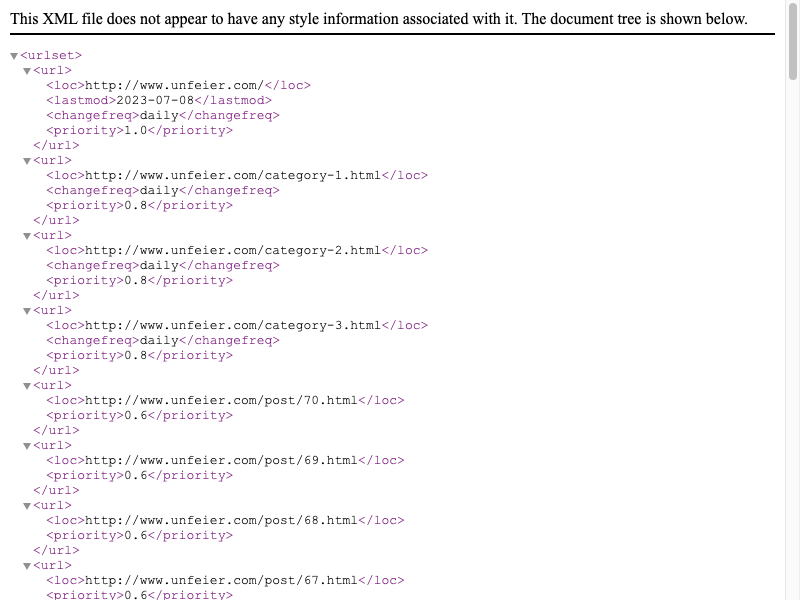 This XML file does not appear to have any style information associated with it. The document tree is shown below.
<urlset>
<url>
<loc>http://www.unfeier.com/</loc>
<lastmod>2023-07-08</lastmod>
<changefreq>daily</changefreq>
<priority>1.0</priority>
</url>
<url>
<loc>http://www.unfeier.com/category-1.html</loc>
<changefreq>daily</changefreq>
<priority>0.8</priority>
</url>
<url>
<loc>http://www.unfeier.com/category-2.html</loc>
<changefreq>daily</changefreq>
<priority>0.8</priority>
</url>
<url>
<loc>http://www.unfeier.com/category-3.html</loc>
<changefreq>daily</changefreq>
<priority>0.8</priority>
</url>
<url>
<loc>http://www.unfeier.com/post/70.html</loc>
<priority>0.6</priority>
</url>
<url>
<loc>http://www.unfeier.com/post/69.html</loc>
<priority>0.6</priority>
</url>
<url>
<loc>http://www.unfeier.com/post/68.html</loc>
<priority>0.6</priority>
</url>
<url>
<loc>http://www.unfeier.com/post/67.html</loc>
<priority>0.6</priority>